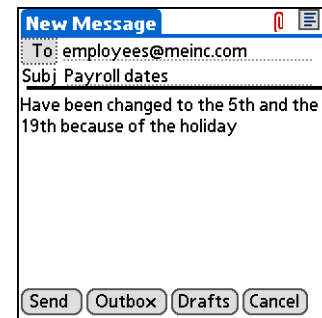 New Message
To employees@meinc.com
Subj Payroll dates
Have been changed to the 5th and the
19th because of the holiday
Send Outbox Drafts Cancel